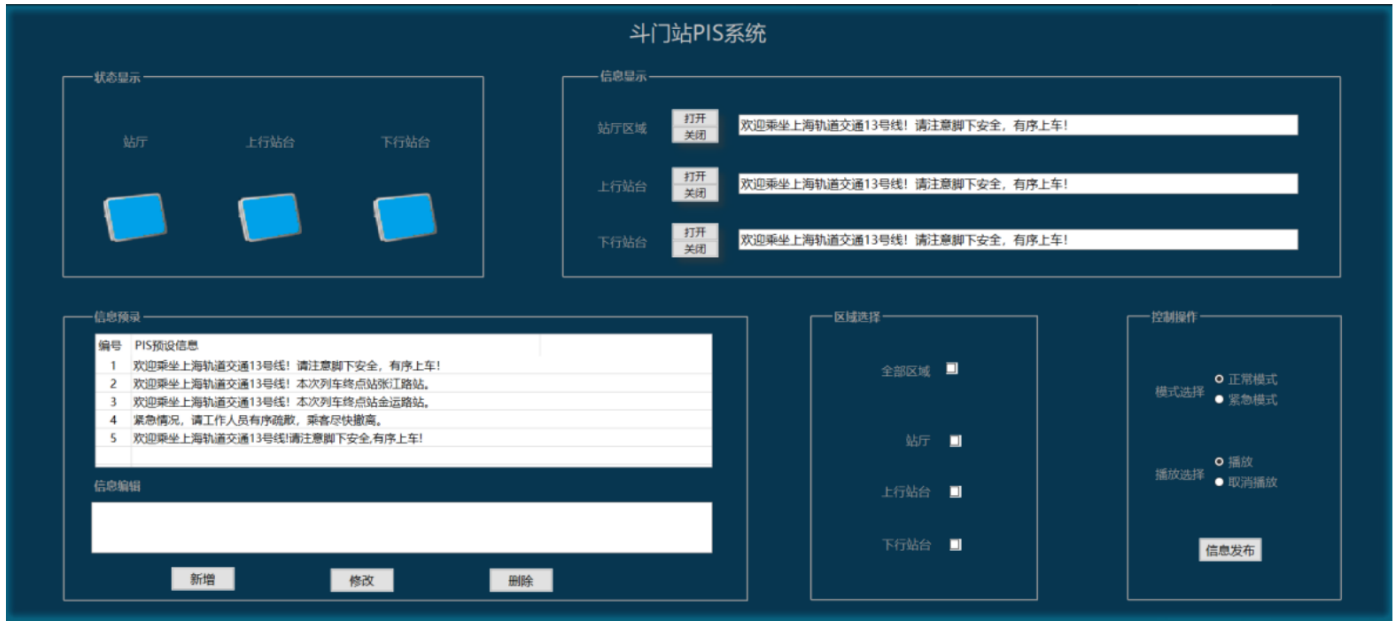 斗门站PIS系统
状态显示
站厅 上行站台 下行站台
信息显示
站厅区域 打开 关闭 欢迎乘坐上海轨道交通13号线！请注意脚下安全，有序上车！
上行站台 打开 关闭 欢迎乘坐上海轨道交通13号线！请注意脚下安全，有序上车！
下行站台 打开 关闭 欢迎乘坐上海轨道交通13号线！请注意脚下安全，有序上车！
信息预录
编号 PIS预设信息
1 欢迎乘坐上海轨道交通13号线！请注意脚下安全，有序上车！
2 欢迎乘坐上海轨道交通13号线！本次列车终点站张江路站。
3 欢迎乘坐上海轨道交通13号线！本次列车终点站金运路站。
4 紧急情况，请工作人员有序疏散，乘客尽快撤离。
5 欢迎乘坐上海轨道交通13号线!请注意脚下安全,有序上车!
信息编辑
新增 修改 删除
区域选择
全部区域
站厅
上行站台
下行站台
控制操作
模式选择 正常模式
紧急模式
播放选择 播放
取消播放
信息发布